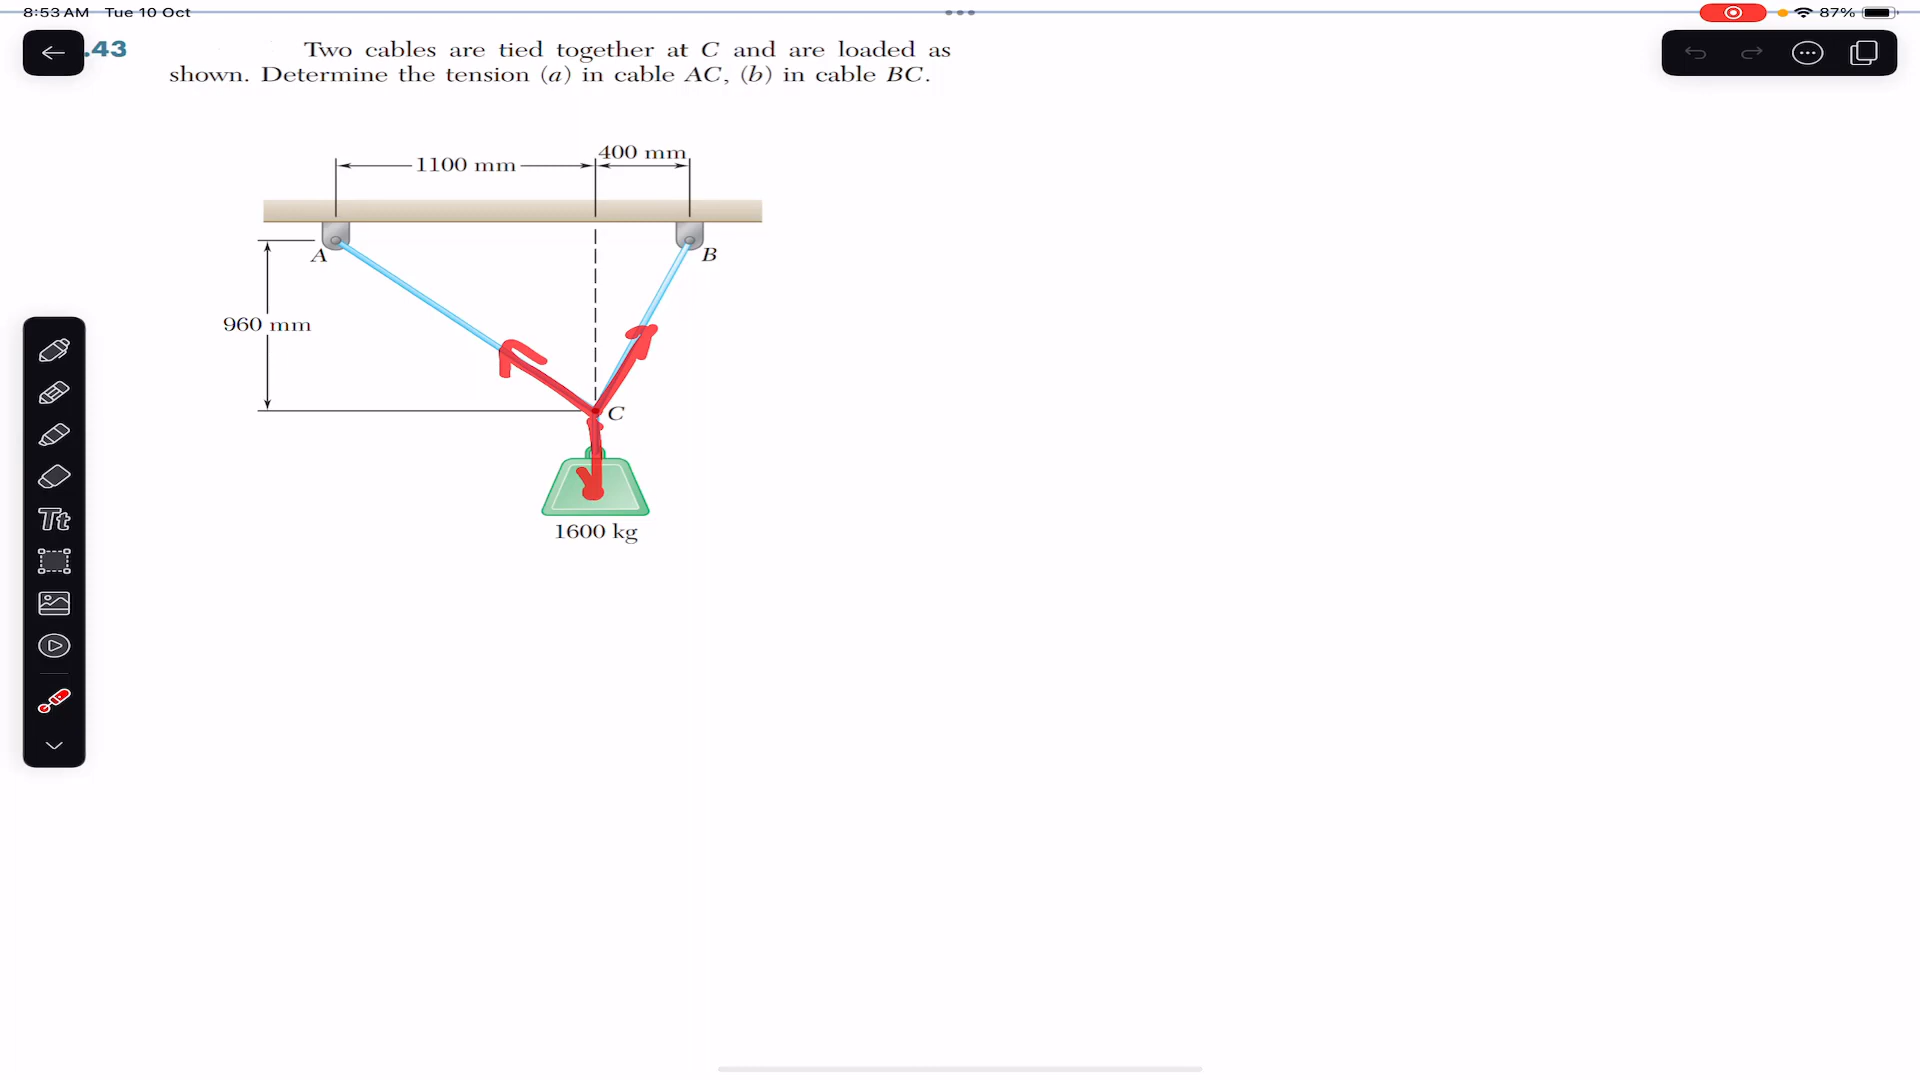 8:53 AM Tue 10 Oct
87%
.43
Two cables are tied together at C and are loaded as
shown. Determine the tension (a) in cable AC, (b) in cable BC.
1100 mm
400 mm
A
B
960 mm
C
1600 kg
Tt